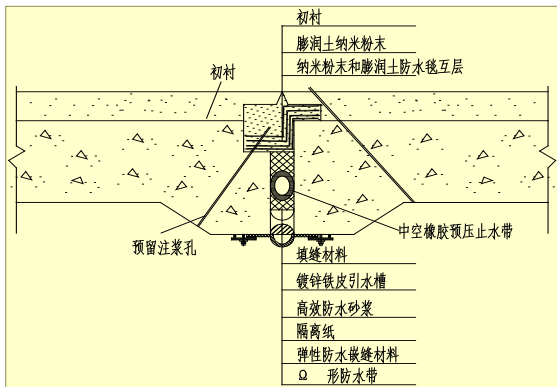 初衬
膨润土纳米粉末
纳米粉末和膨润土防水毯互层
初衬
预留注浆孔
中空橡胶预压止水带
填缝材料
镀锌铁皮引水槽
高效防水砂浆
隔离纸
弹性防水嵌缝材料
Ω 形防水带